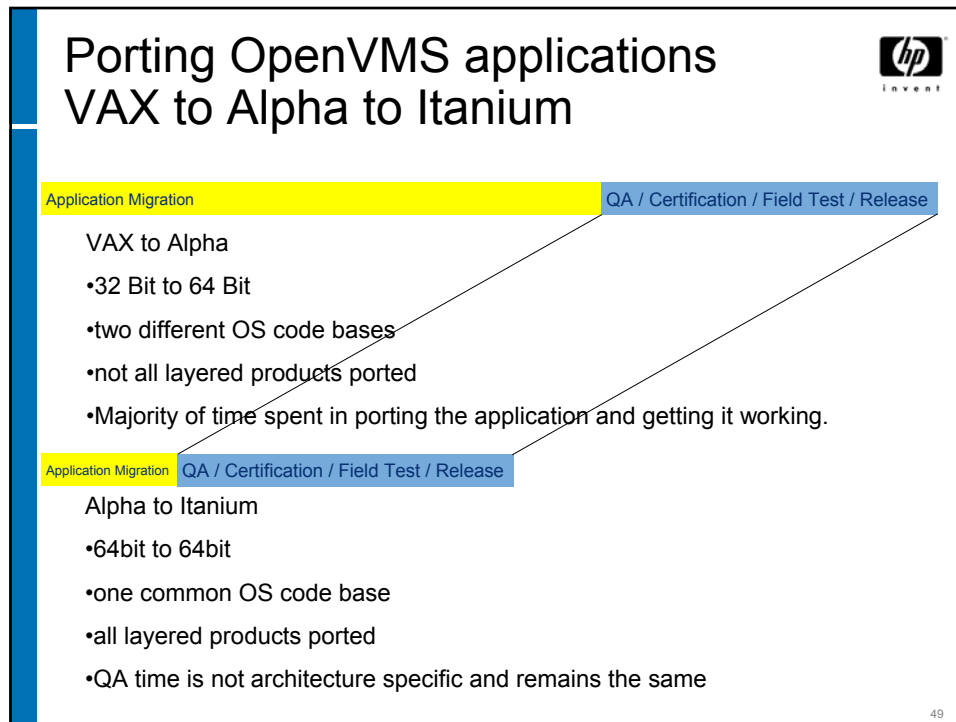 Porting OpenVMS applications
VAX to Alpha to Itanium
hp
invent
Application Migration
QA / Certification / Field Test / Release
VAX to Alpha
•32 Bit to 64 Bit
•two different OS code bases
•not all layered products ported
•Majority of time spent in porting the application and getting it working.
Application Migration
QA / Certification / Field Test / Release
Alpha to Itanium
•64bit to 64bit
•one common OS code base
•all layered products ported
•QA time is not architecture specific and remains the same
49